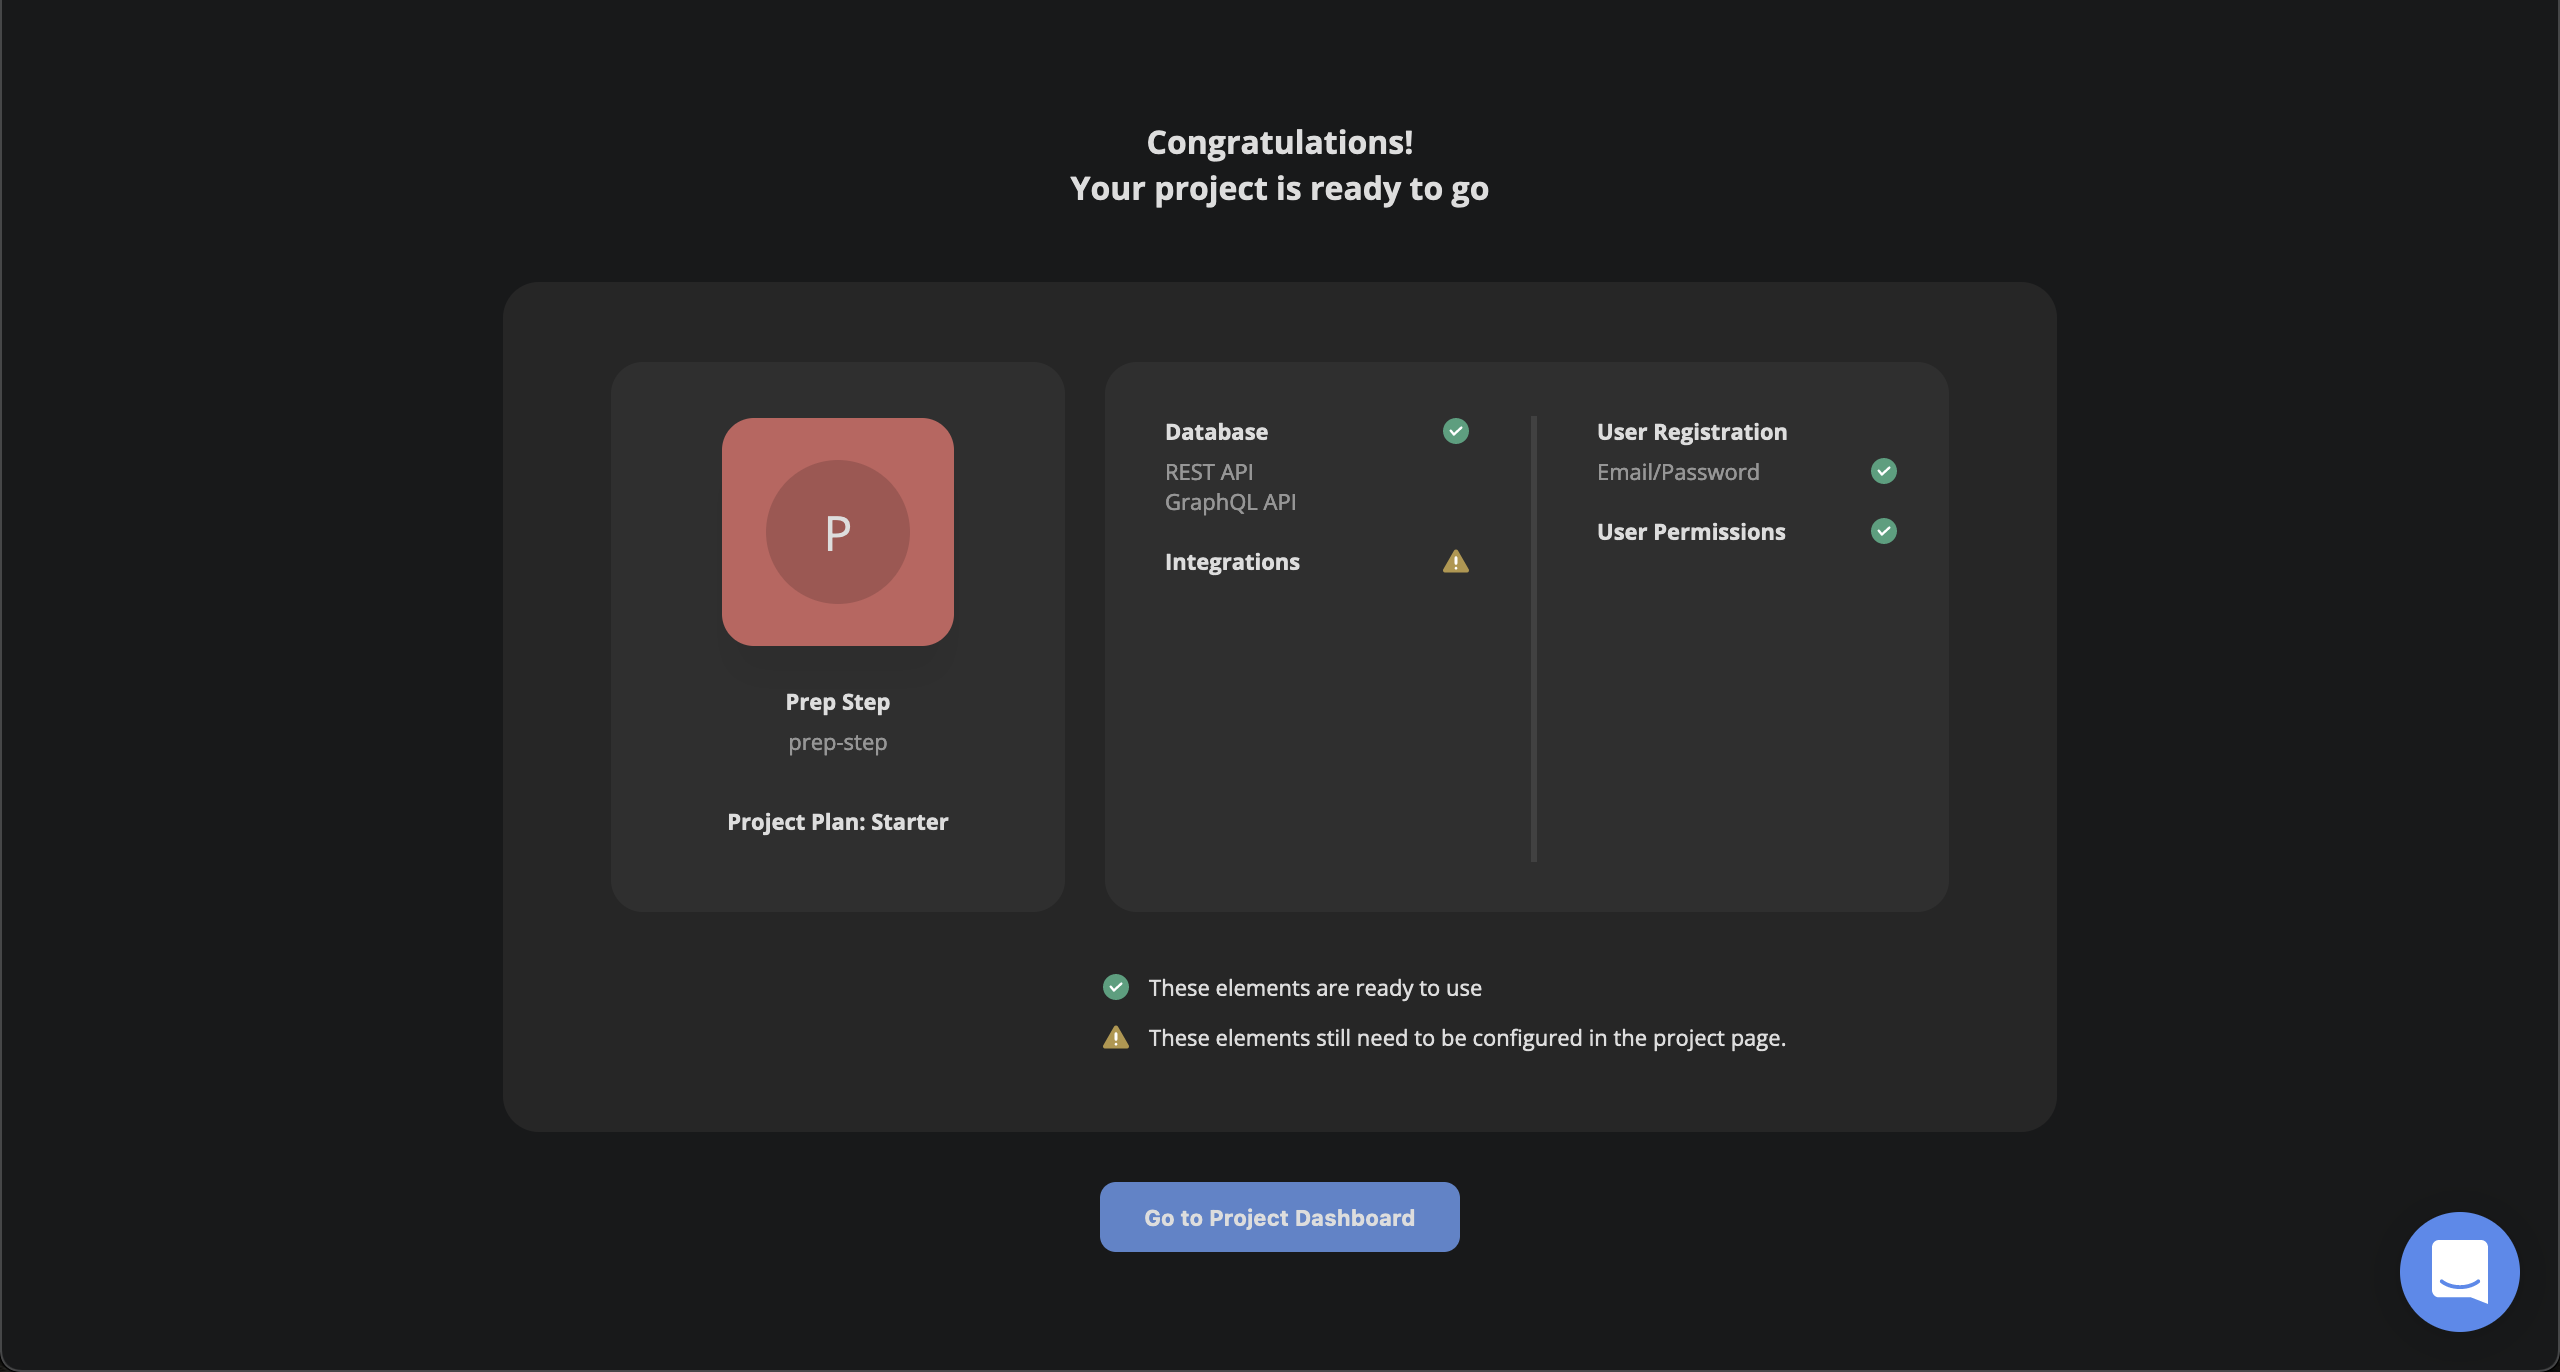 Congratulations!
Your project is ready to go
P
Prep Step
prep-step
Project Plan: Starter
Database
REST API
GraphQL API
Integrations
User Registration
Email/Password
User Permissions
These elements are ready to use
These elements still need to be configured in the project page.
Go to Project Dashboard